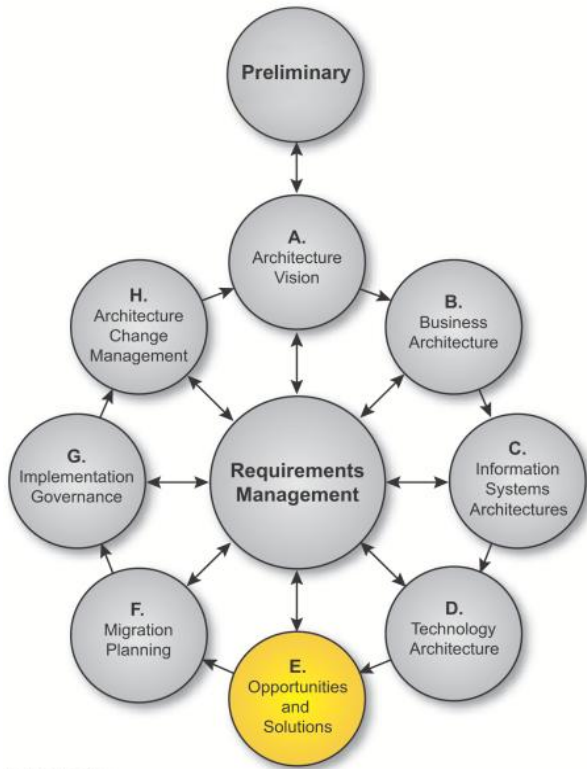 Preliminary
A.
Architecture
Vision
B.
Business
Architecture
C.
Information
Systems
Architectures
D.
Technology
Architecture
E.
Opportunities
and
Solutions
F.
Migration
Planning
G.
Implementation
Governance
H.
Architecture
Change
Management
Requirements
Management